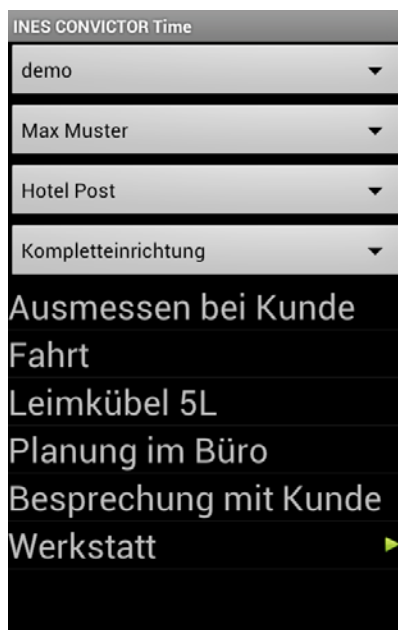 INES CONVICTOR Time
demo
Max Muster
Hotel Post
Kompletteinrichtung
Ausmessen bei Kunde
Fahrt
Leimkübel 5L
Planung im Büro
Besprechung mit Kunde
Werkstatt